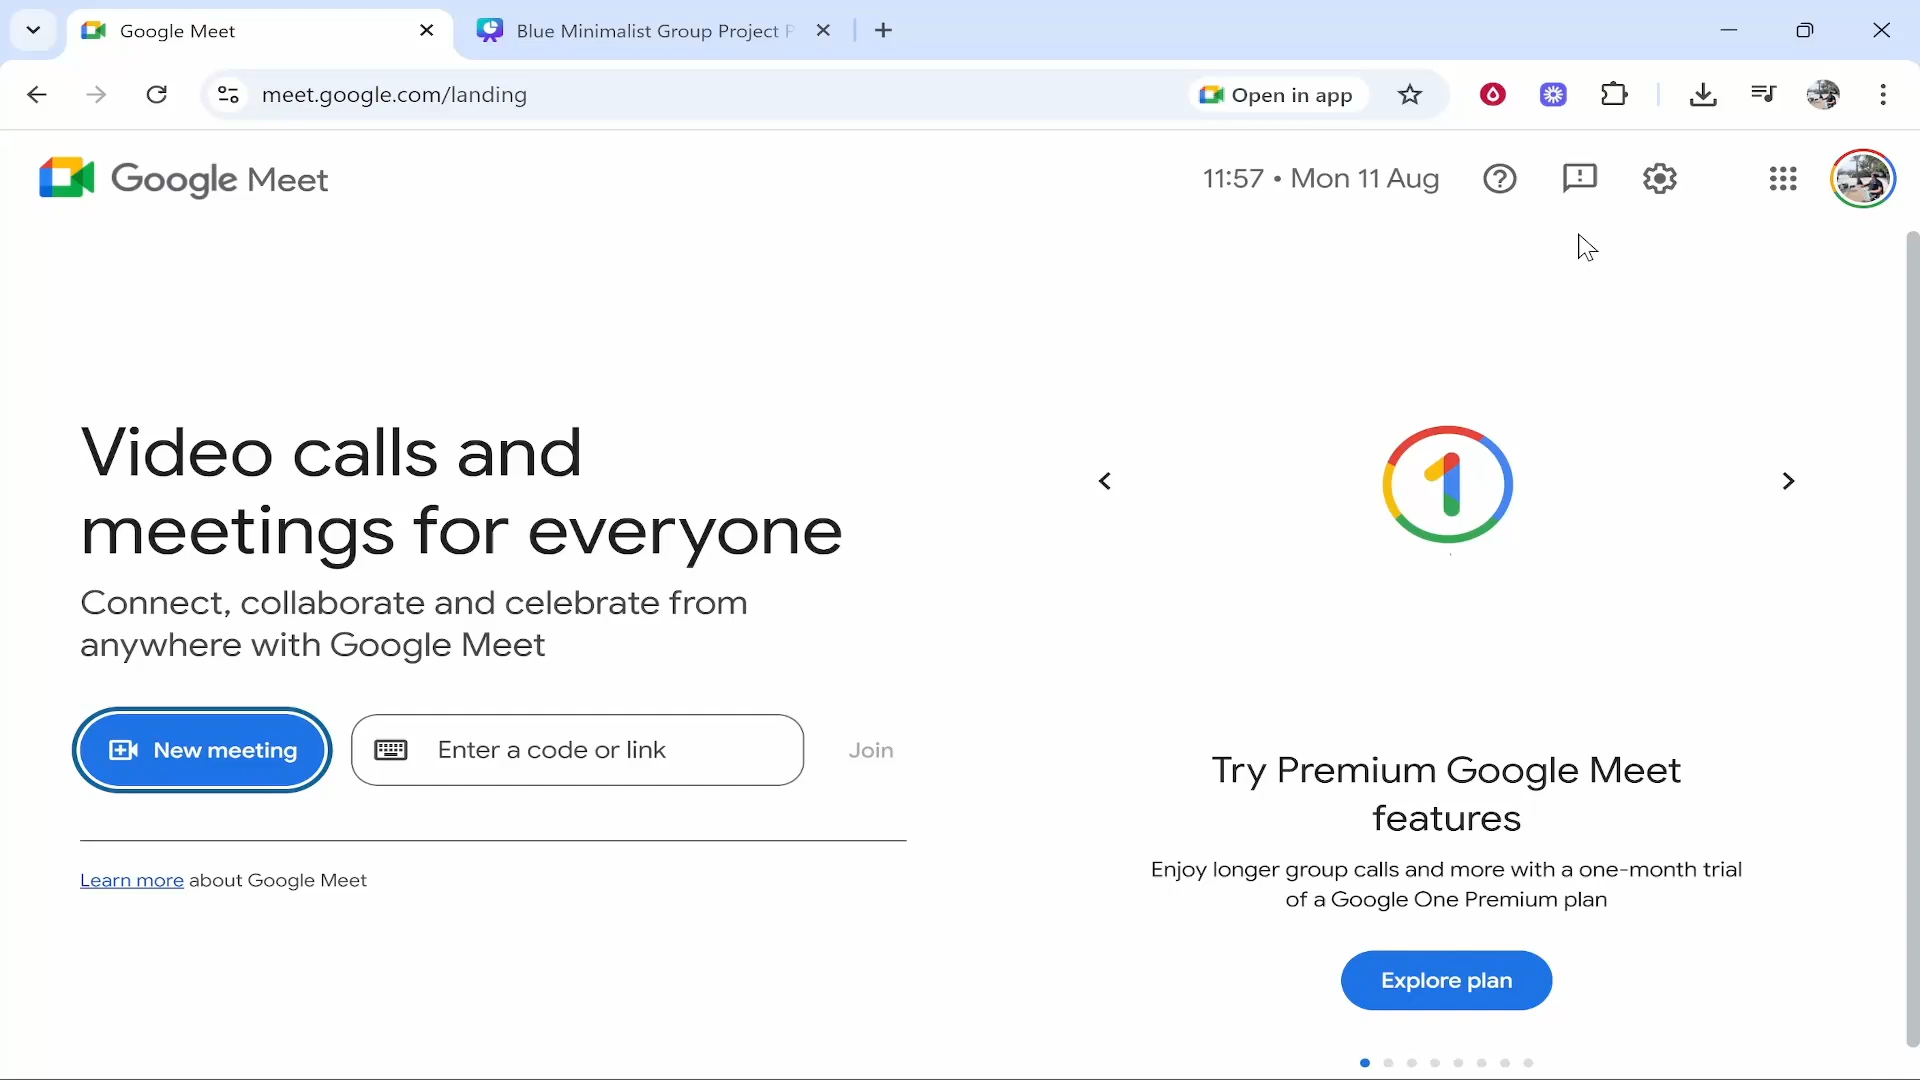 Google Meet
Blue Minimalist Group Project P
meet.google.com/landing
Open in app
Google Meet
11:57 • Mon 11 Aug
Video calls and
meetings for everyone
Connect, collaborate and celebrate from
anywhere with Google Meet
New meeting
Enter a code or link
Join
Learn more about Google Meet
1
Try Premium Google Meet
features
Enjoy longer group calls and more with a one-month trial
of a Google One Premium plan
Explore plan